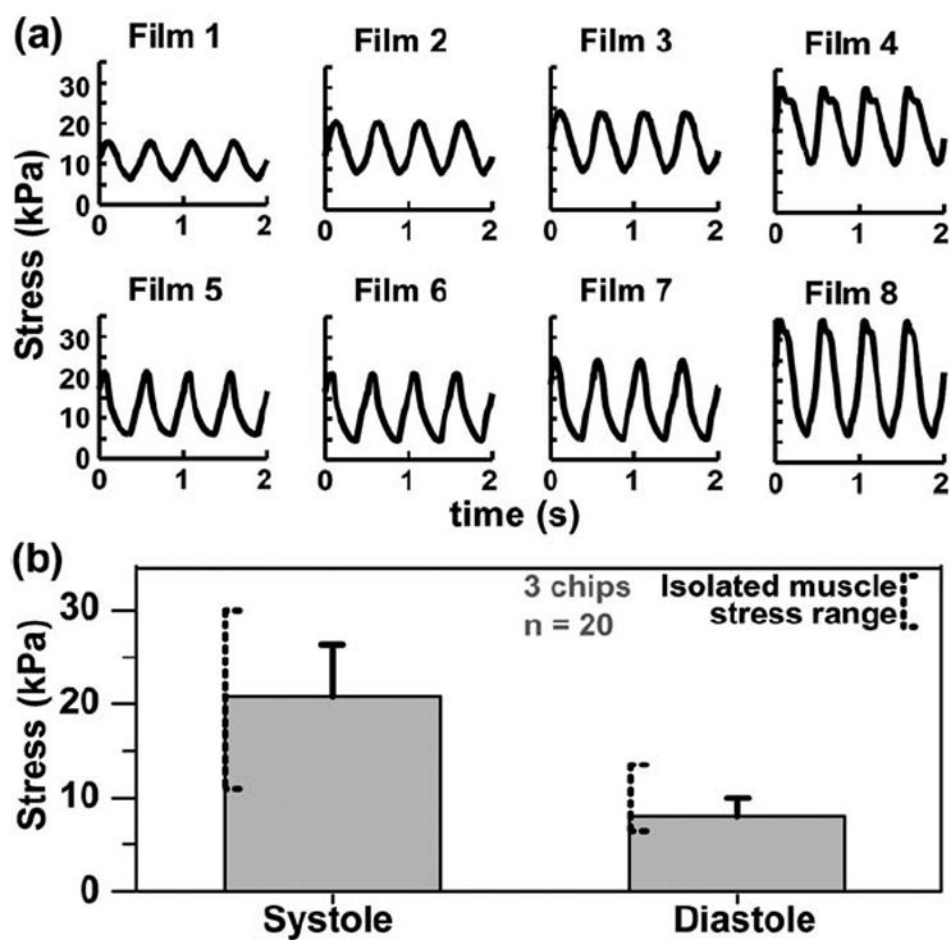 (a)
Film 1 Film 2 Film 3 Film 4
Stress (kPa)
30
20
10
0
0 1 2 0 1 2 0 1 2 0 1 2
Film 5 Film 6 Film 7 Film 8
30
20
10
0
0 1 2 0 1 2 0 1 2 0 1 2
time (s)
(b)
Stress (kPa)
30
20
10
0
3 chips
n = 20
Isolated muscle
stress range
Systole Diastole